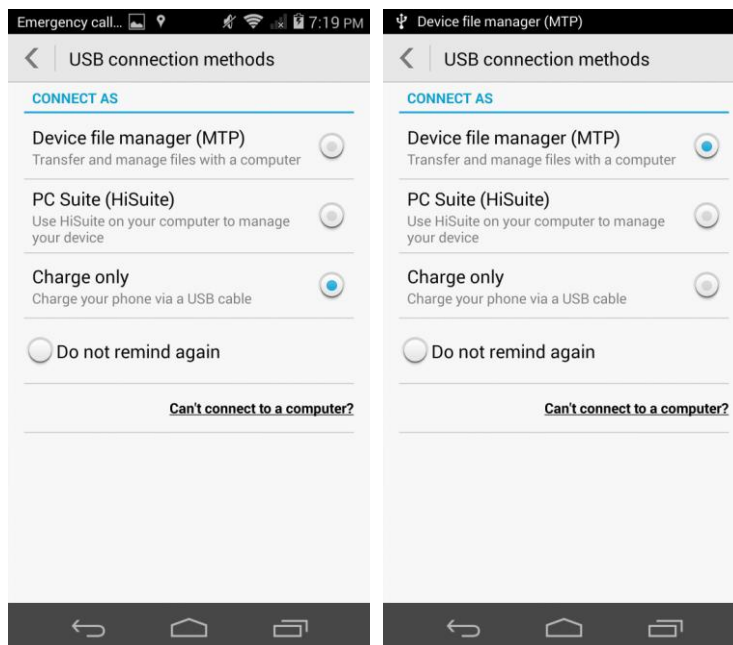 Emergency call... 7:19 PM
USB connection methods
CONNECT AS
Device file manager (MTP)
Transfer and manage files with a computer
PC Suite (HiSuite)
Use HiSuite on your computer to manage
your device
Charge only
Charge your phone via a USB cable
Do not remind again
Can't connect to a computer?
Device file manager (MTP)
USB connection methods
CONNECT AS
Device file manager (MTP)
Transfer and manage files with a computer
PC Suite (HiSuite)
Use HiSuite on your computer to manage
your device
Charge only
Charge your phone via a USB cable
Do not remind again
Can't connect to a computer?